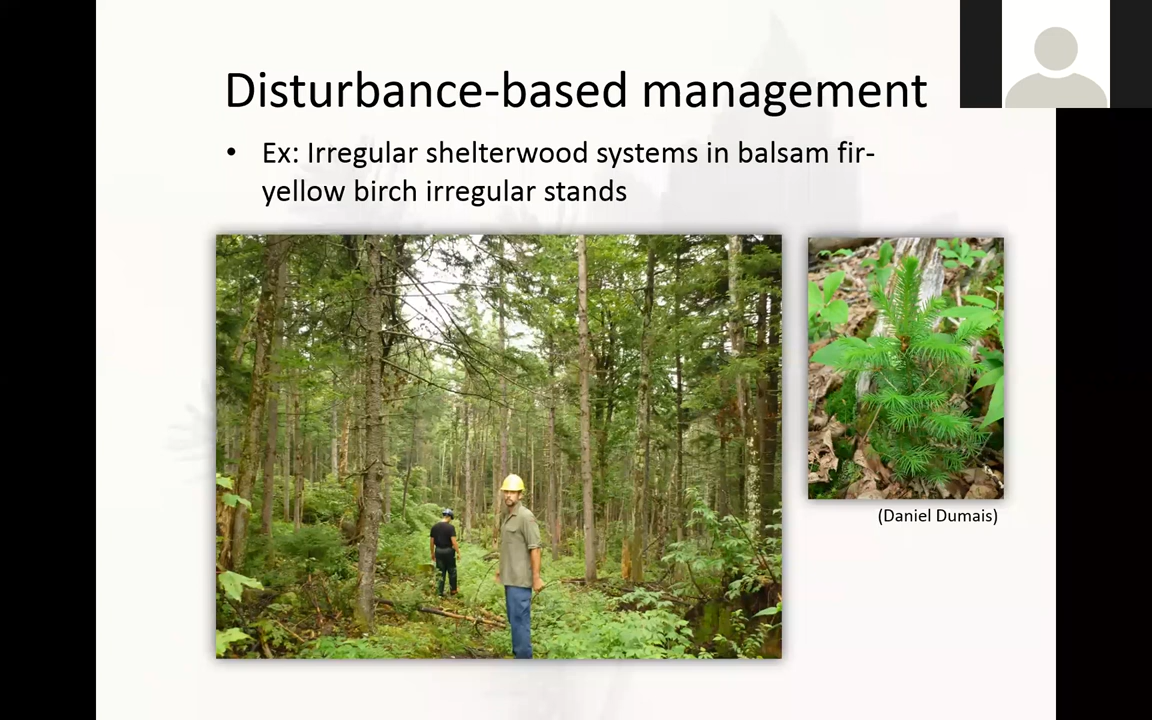 Disturbance-based management
• Ex: Irregular shelterwood systems in balsam fir-
yellow birch irregular stands
(Daniel Dumais)